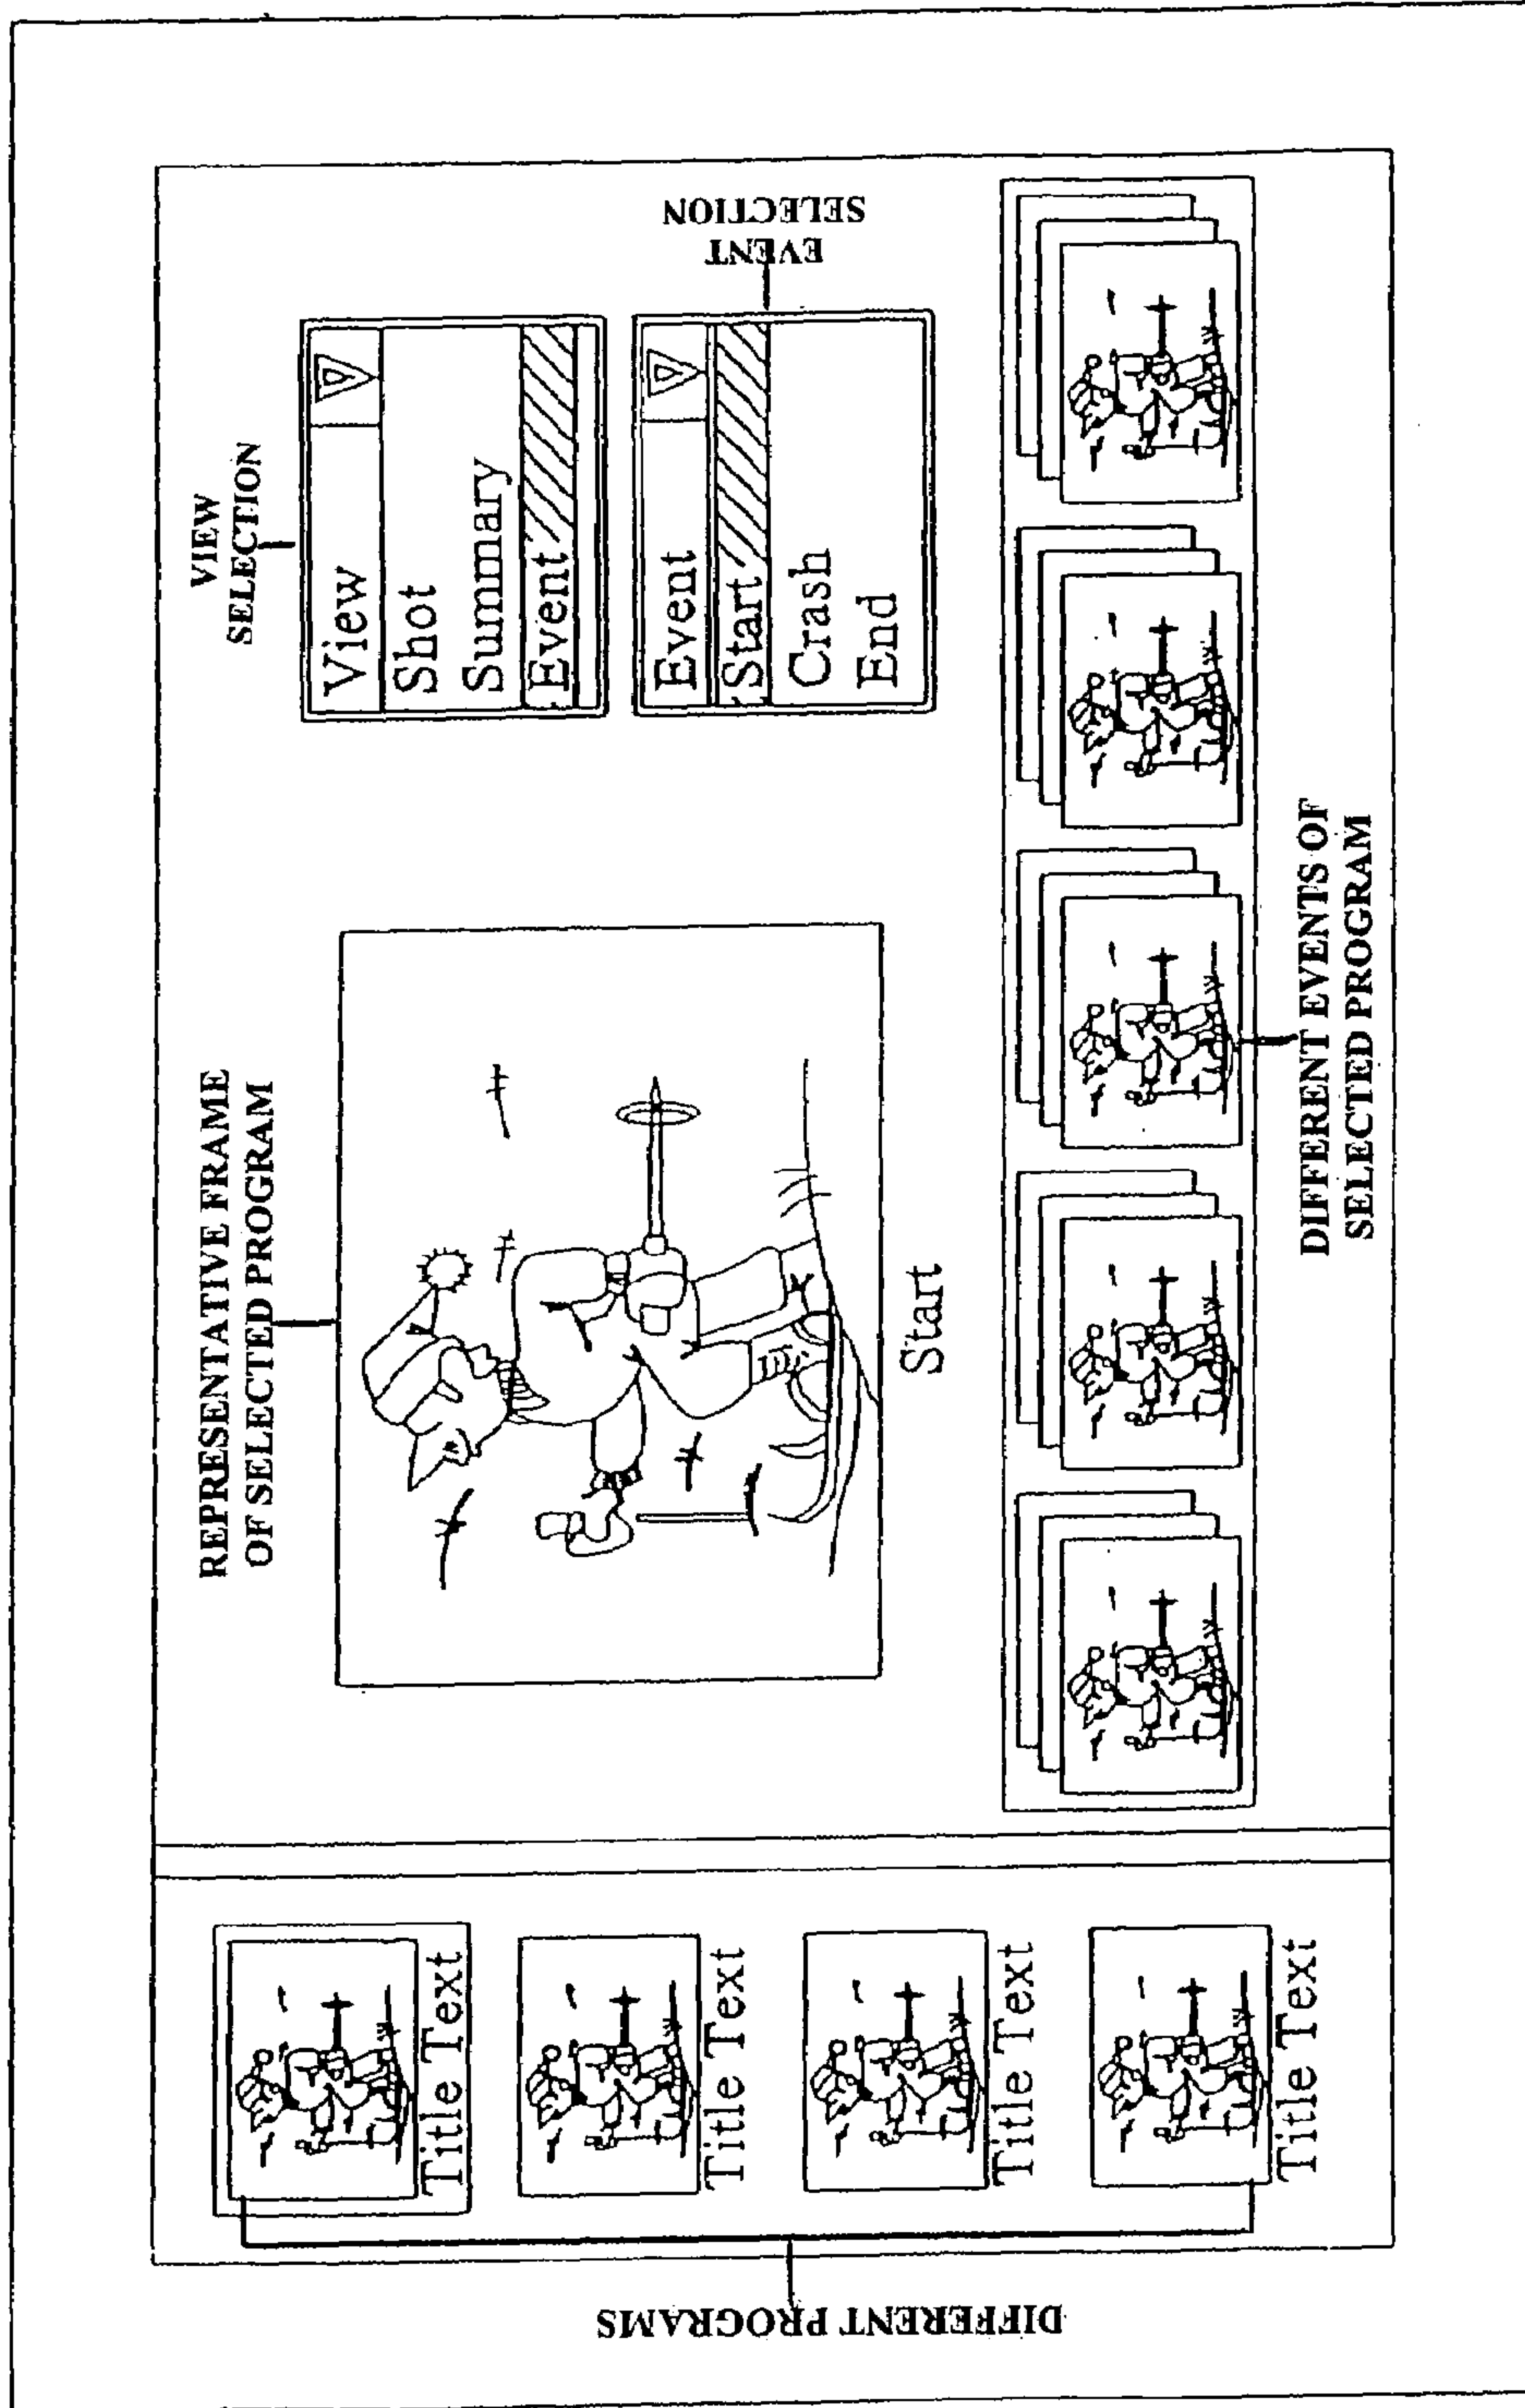 DIFFERENT PROGRAMS
Title Text
Title Text
Title Text
Title Text
REPRESENTATIVE FRAME
OF SELECTED PROGRAM
Start
VIEW
SELECTION
View
Shot
Summary
Event
EVENT
SELECTION
Event
Start
Crash
End
DIFFERENT EVENTS OF
SELECTED PROGRAM